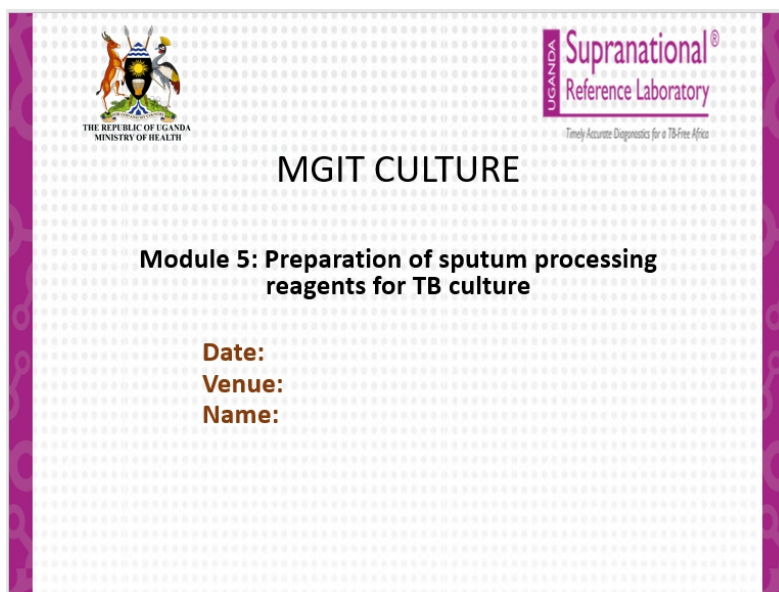 THE REPUBLIC OF UGANDA
MINISTRY OF HEALTH
UGANDA
Supranational®
Reference Laboratory
Timely Accurate Diagnostics for a TB-Free Africa
MGIT CULTURE
Module 5: Preparation of sputum processing
reagents for TB culture
Date:
Venue:
Name: